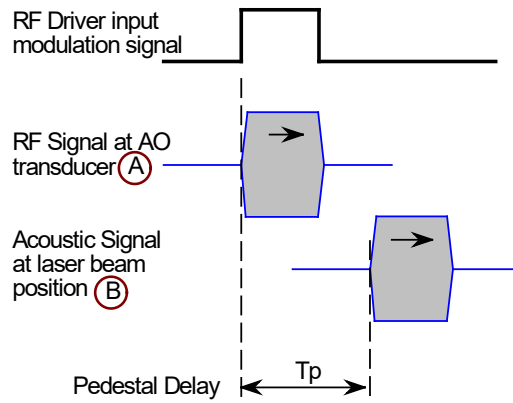 RF Driver input
modulation signal
RF Signal at AO
transducer A
Acoustic Signal
at laser beam
position B
Tp
Pedestal Delay